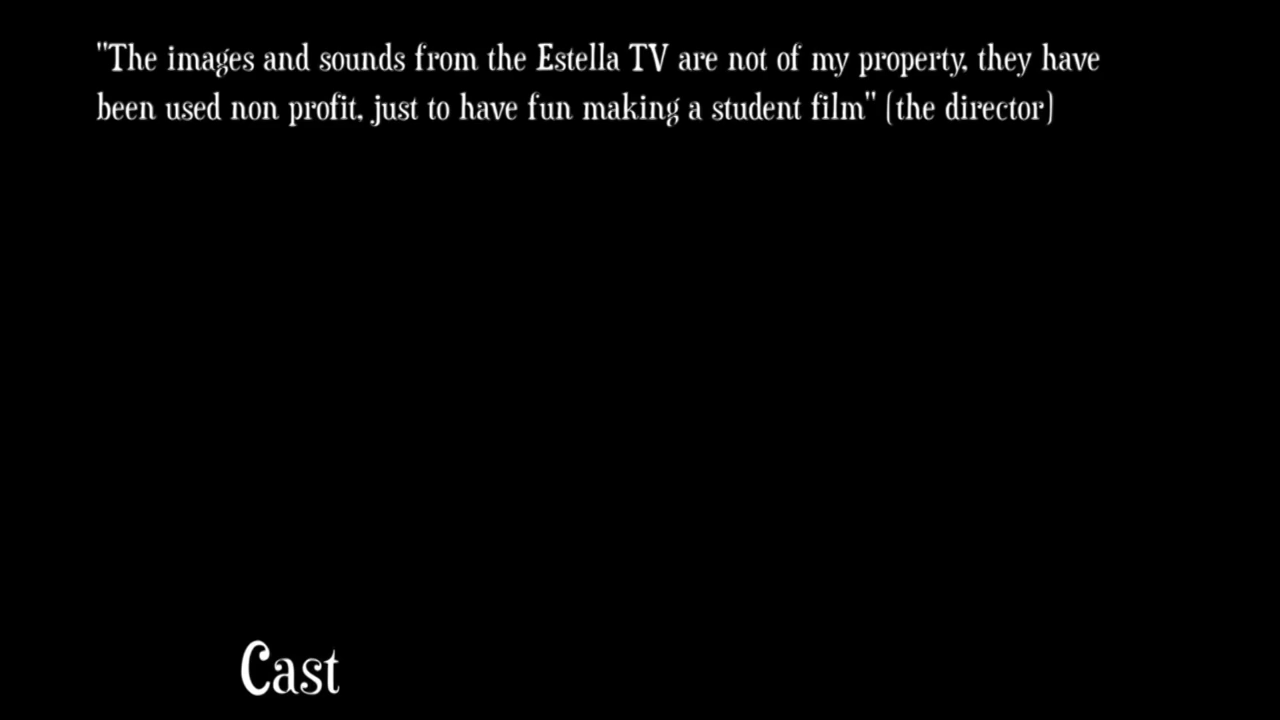 "The images and sounds from the Estella TV are not of my property, they have
been used non profit, just to have fun making a student film" (the director)
Cast